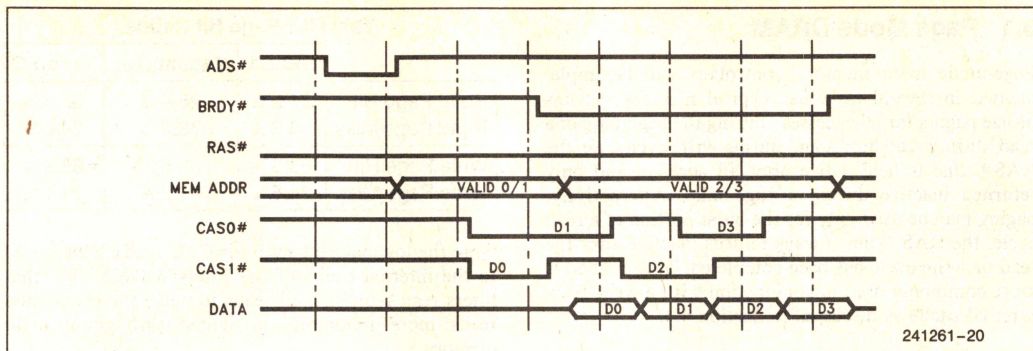 ADS#
BRDY#
RAS#
MEM ADDR VALID 0/1 VALID 2/3
CAS0# D1 D3
CAS1# D0 D2
DATA D0 D1 D2 D3
241261-20